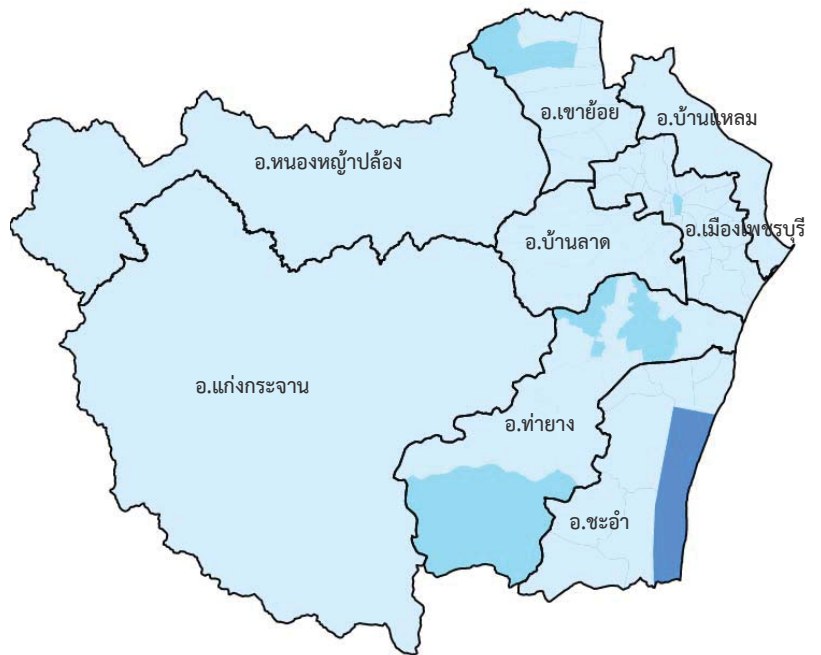 อ.เขาย้อย
อ.บ้านแหลม
อ.หนองหญ้าปล้อง
อ.เมืองเพชรบุรี
อ.บ้านลาด
อ.แก่งกระจาน
อ.ท่ายาง
อ.ชะอำ